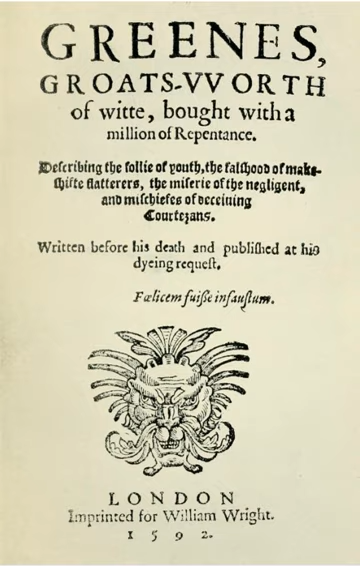 GREENES,
GROATS-VVORTH
of witte, bought with a
million of Repentance.
Deſcribing the follie of youth, the falſhood of make-
ſhifte flatterers, the miſerie of the negligent,
and miſchiefes of deceiuing
Courtezans.
Written before his death and publiſhed at his
dyeing requeſt.
Fœlicem fuiſſe infauſtum.
LONDON
Imprinted for William Wright.
1592.